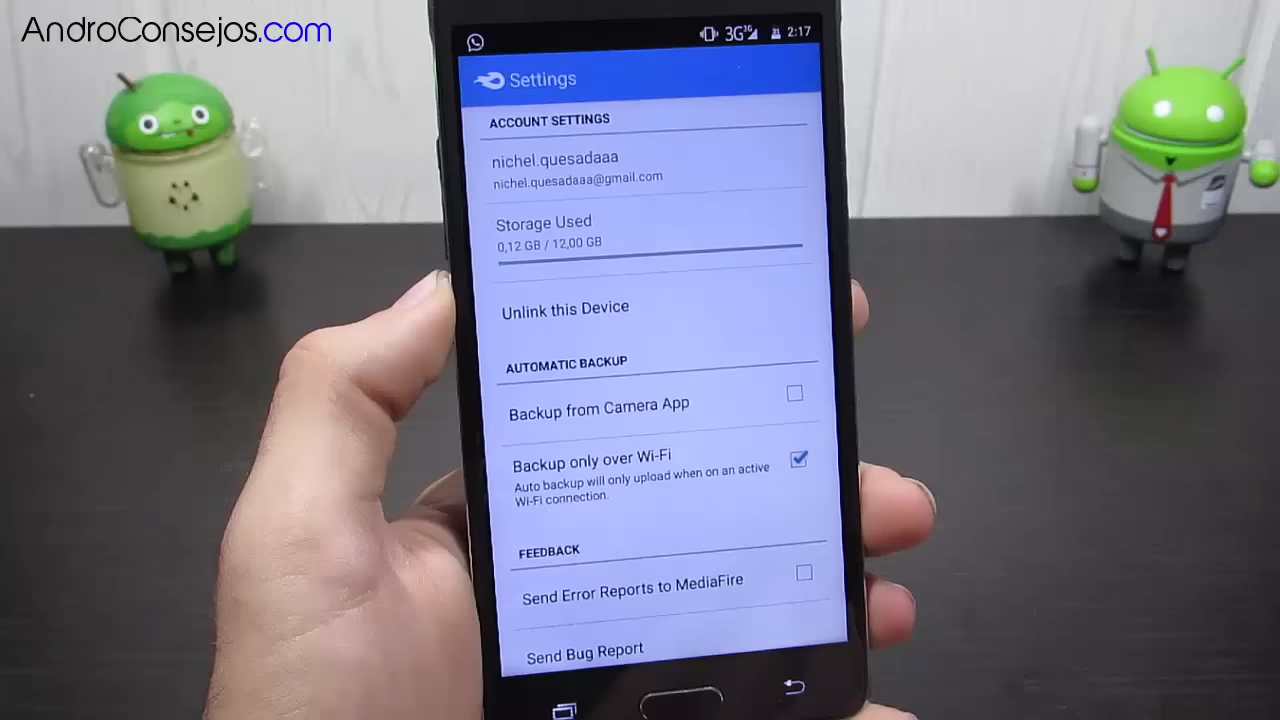 AndroConsejos.com
3G 3G 2:17
Settings
ACCOUNT SETTINGS
nichel.quesadaaa
nichel.quesadaaa@gmail.com
Storage Used
0,12 GB / 12,00 GB
Unlink this Device
AUTOMATIC BACKUP
Backup from Camera App
Backup only over Wi-Fi
Auto backup will only upload when on an active
Wi-Fi connection.
FEEDBACK
Send Error Reports to MediaFire
Send Bug Report